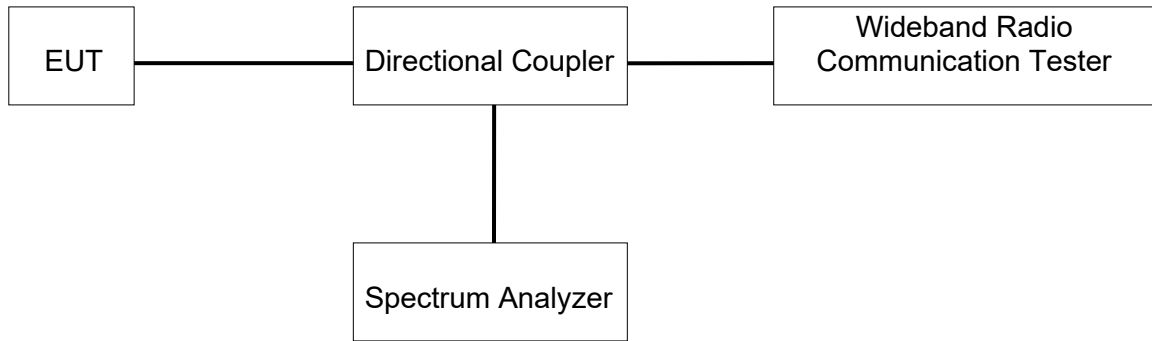 EUT
Directional Coupler
Wideband Radio
Communication Tester
Spectrum Analyzer